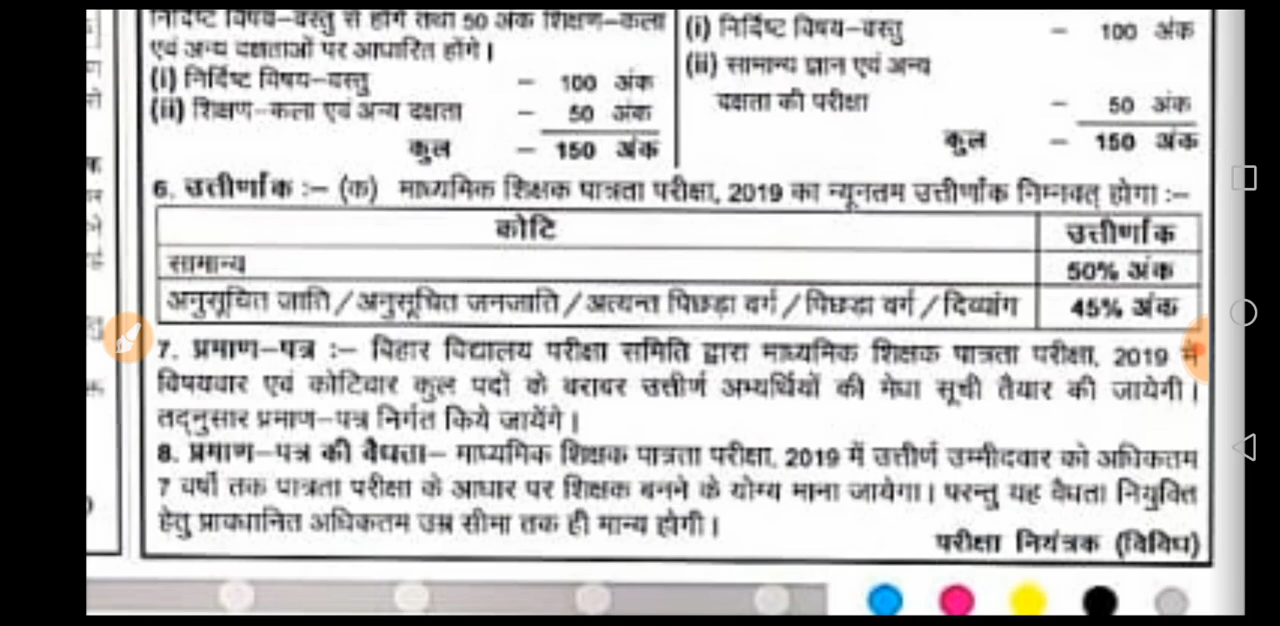 निर्दिष्ट विषय-वस्तु से होंगे तथा 50 अंक शिक्षण-कला
एवं अन्य दक्षताओं पर आधारित होंगे।
(i) निर्दिष्ट विषय-वस्तु – 100 अंक
(ii) शिक्षण-कला एवं अन्य दक्षता – 50 अंक
कुल – 150 अंक
(i) निर्दिष्ट विषय-वस्तु – 100 अंक
(ii) सामान्य ज्ञान एवं अन्य
दक्षता की परीक्षा – 50 अंक
कुल – 150 अंक
6. उत्तीर्णांक :– (क) माध्यमिक शिक्षक पात्रता परीक्षा, 2019 का न्यूनतम उत्तीर्णांक निम्नवत् होगा :–
कोटि उत्तीर्णांक
सामान्य 50% अंक
अनुसूचित जाति / अनुसूचित जनजाति / अत्यन्त पिछड़ा वर्ग / पिछड़ा वर्ग / दिव्यांग 45% अंक
7. प्रमाण-पत्र :– बिहार विद्यालय परीक्षा समिति द्वारा माध्यमिक शिक्षक पात्रता परीक्षा, 2019 में
विषयवार एवं कोटिवार कुल पदों के बराबर उत्तीर्ण अभ्यर्थियों की मेधा सूची तैयार की जायेगी।
तद्नुसार प्रमाण-पत्र निर्गत किये जायेंगे।
8. प्रमाण-पत्र की वैधता– माध्यमिक शिक्षक पात्रता परीक्षा, 2019 में उत्तीर्ण उम्मीदवार को अधिकतम
7 वर्षों तक पात्रता परीक्षा के आधार पर शिक्षक बनने के योग्य माना जायेगा। परन्तु यह वैधता नियुक्ति
हेतु प्रावधानित अधिकतम उम्र सीमा तक ही मान्य होगी।
परीक्षा नियंत्रक (विविध)